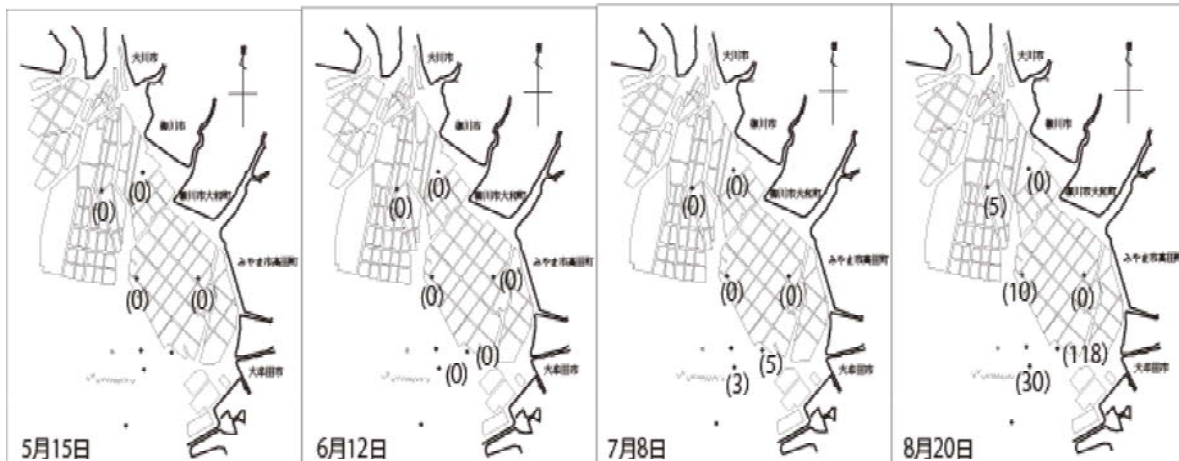 大川市
柳川市
柳川市大和町
(0)
(0)
みやま市高田町
(0)
(0)
大牟田市
5月15日
大川市
柳川市
柳川市大和町
(0)
(0)
みやま市高田町
(0)
(0)
(0)
(0)
大牟田市
6月12日
大川市
柳川市
柳川市大和町
(0)
(0)
みやま市高田町
(0)
(0)
(5)
(3)
大牟田市
7月8日
大川市
柳川市
柳川市大和町
(0)
(5)
みやま市高田町
(10)
(0)
(118)
(30)
大牟田市
8月20日